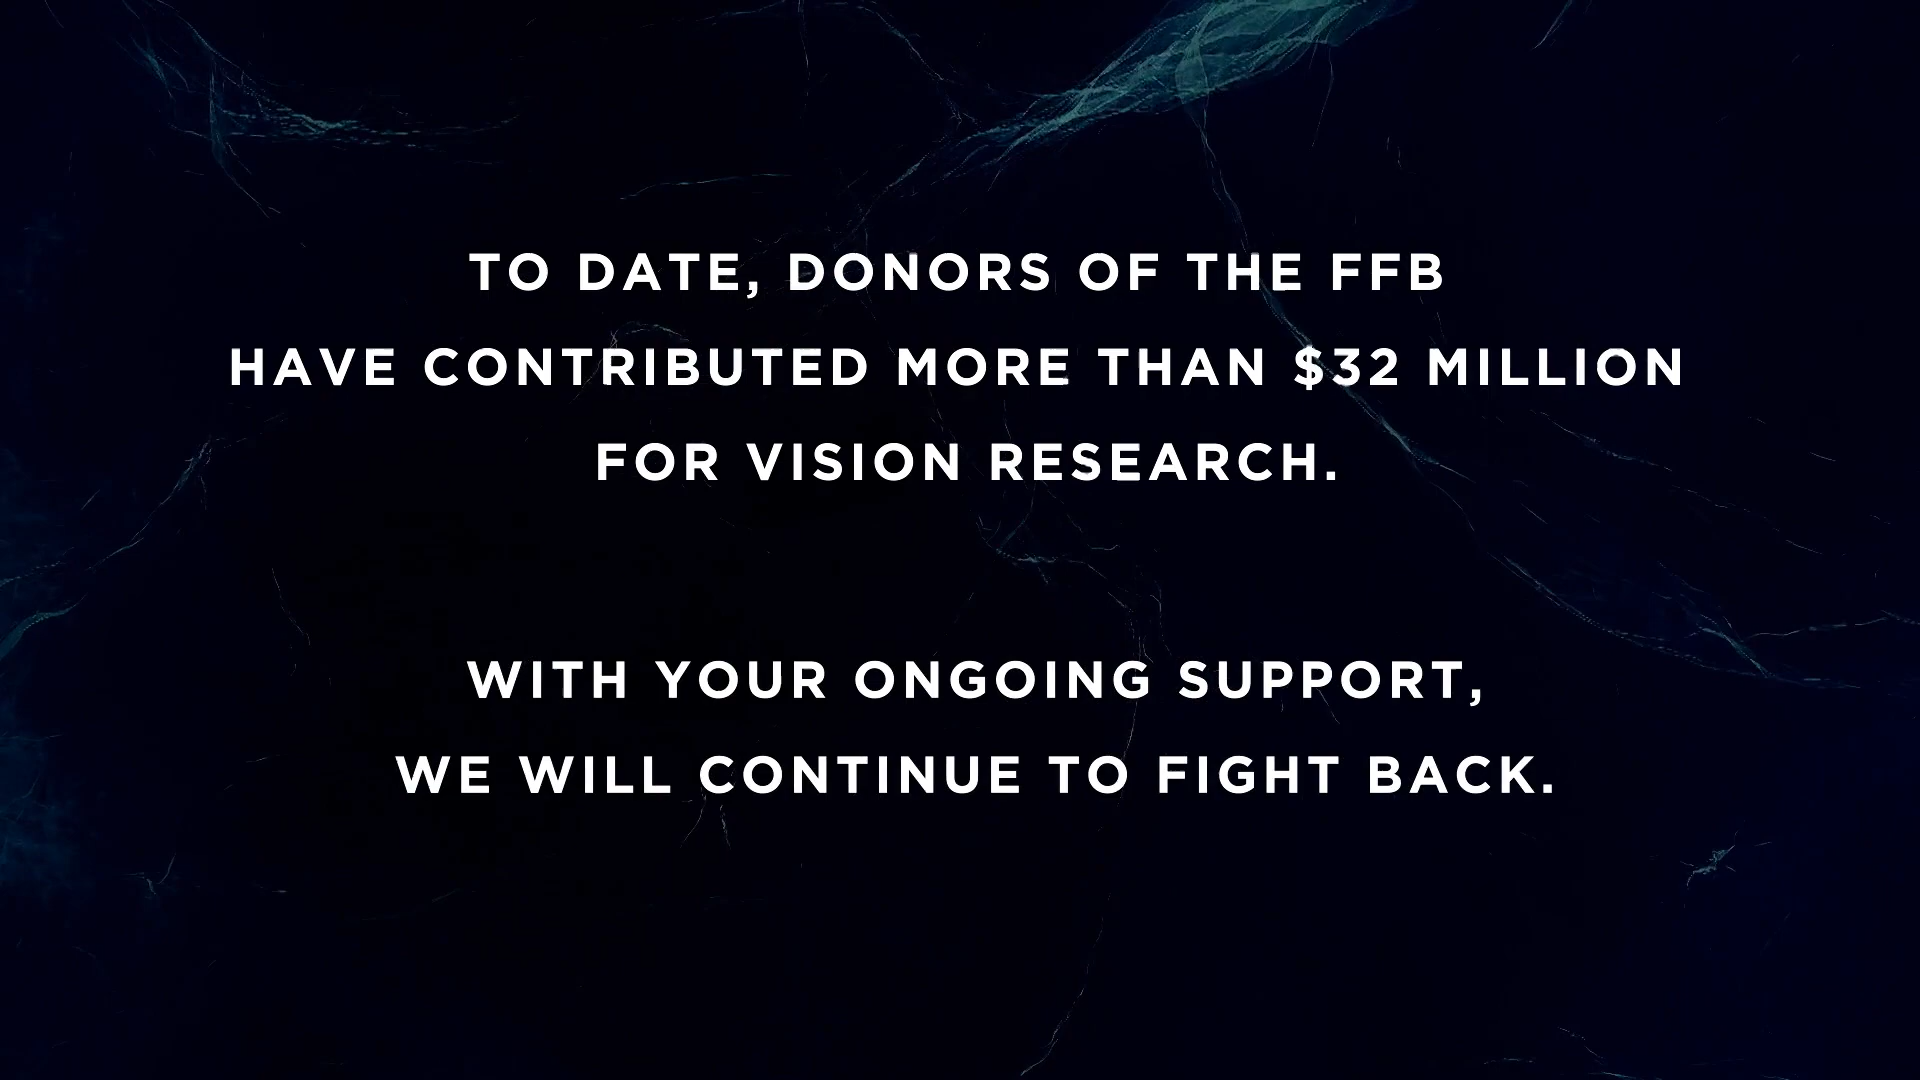 TO DATE, DONORS OF THE FFB
HAVE CONTRIBUTED MORE THAN $32 MILLION
FOR VISION RESEARCH.
WITH YOUR ONGOING SUPPORT,
WE WILL CONTINUE TO FIGHT BACK.